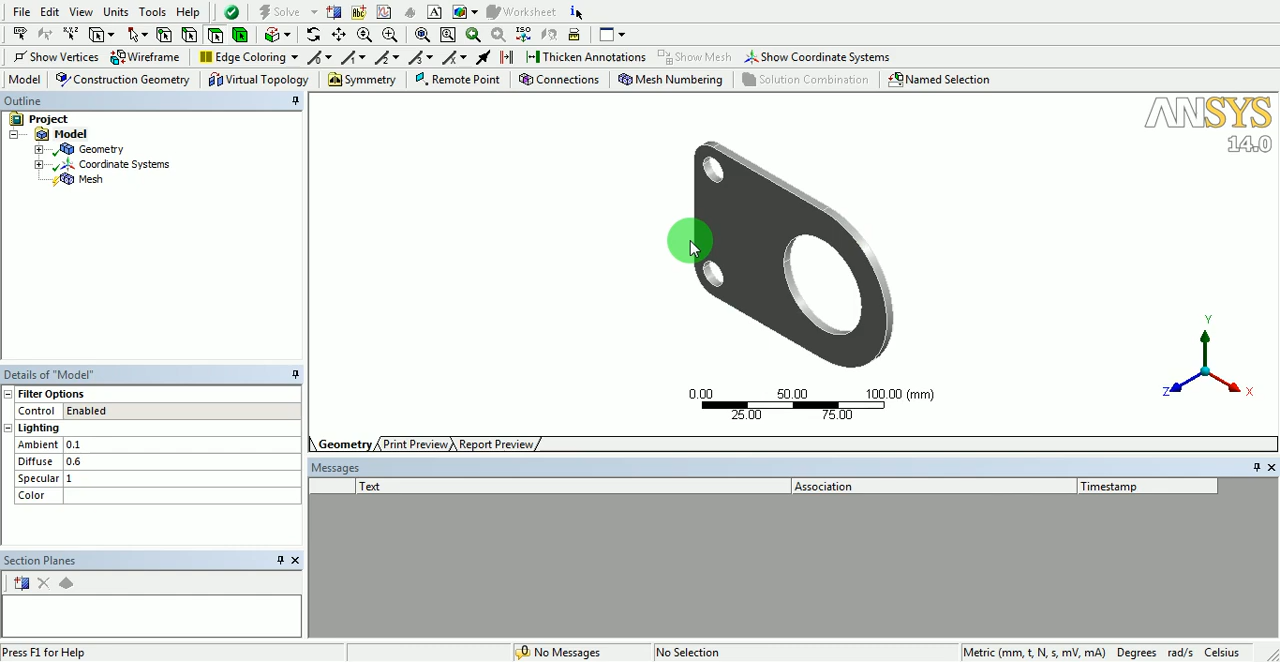 File Edit View Units Tools Help Solve Worksheet
Show Vertices Wireframe Edge Coloring Thicken Annotations Show Mesh Show Coordinate Systems
Model Construction Geometry Virtual Topology Symmetry Remote Point Connections Mesh Numbering Solution Combination Named Selection
Outline
Project
Model
Geometry
Coordinate Systems
Mesh
Details of "Model"
Filter Options
Control Enabled
Lighting
Ambient 0.1
Diffuse 0.6
Specular 1
Color
Section Planes
ANSYS
14.0
Y
Z X
0.00 50.00 100.00 (mm)
25.00 75.00
Geometry Print Preview Report Preview
Messages
Text Association Timestamp
Press F1 for Help 0 No Messages No Selection Metric (mm, t, N, s, mV, mA) Degrees rad/s Celsius